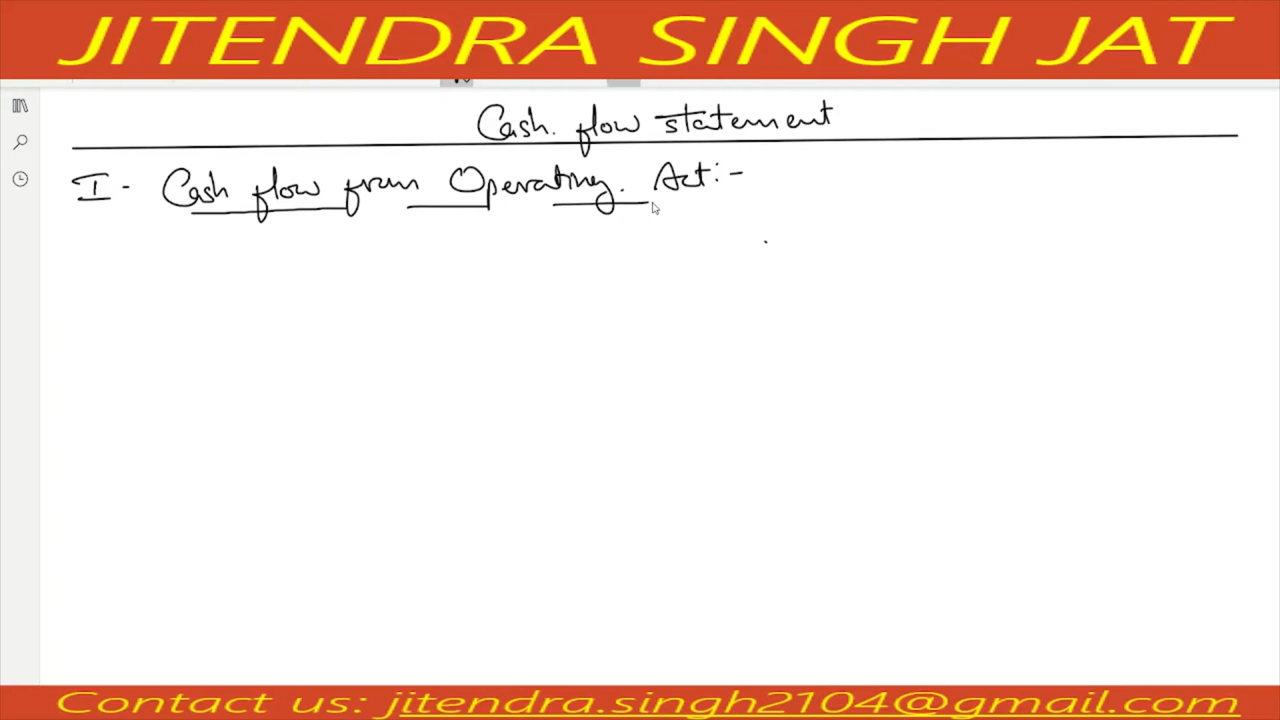 JITENDRA SINGH JAT
Cash flow statement
I - Cash flow from Operating. Act:-
Contact us: jitendra.singh2104@gmail.com